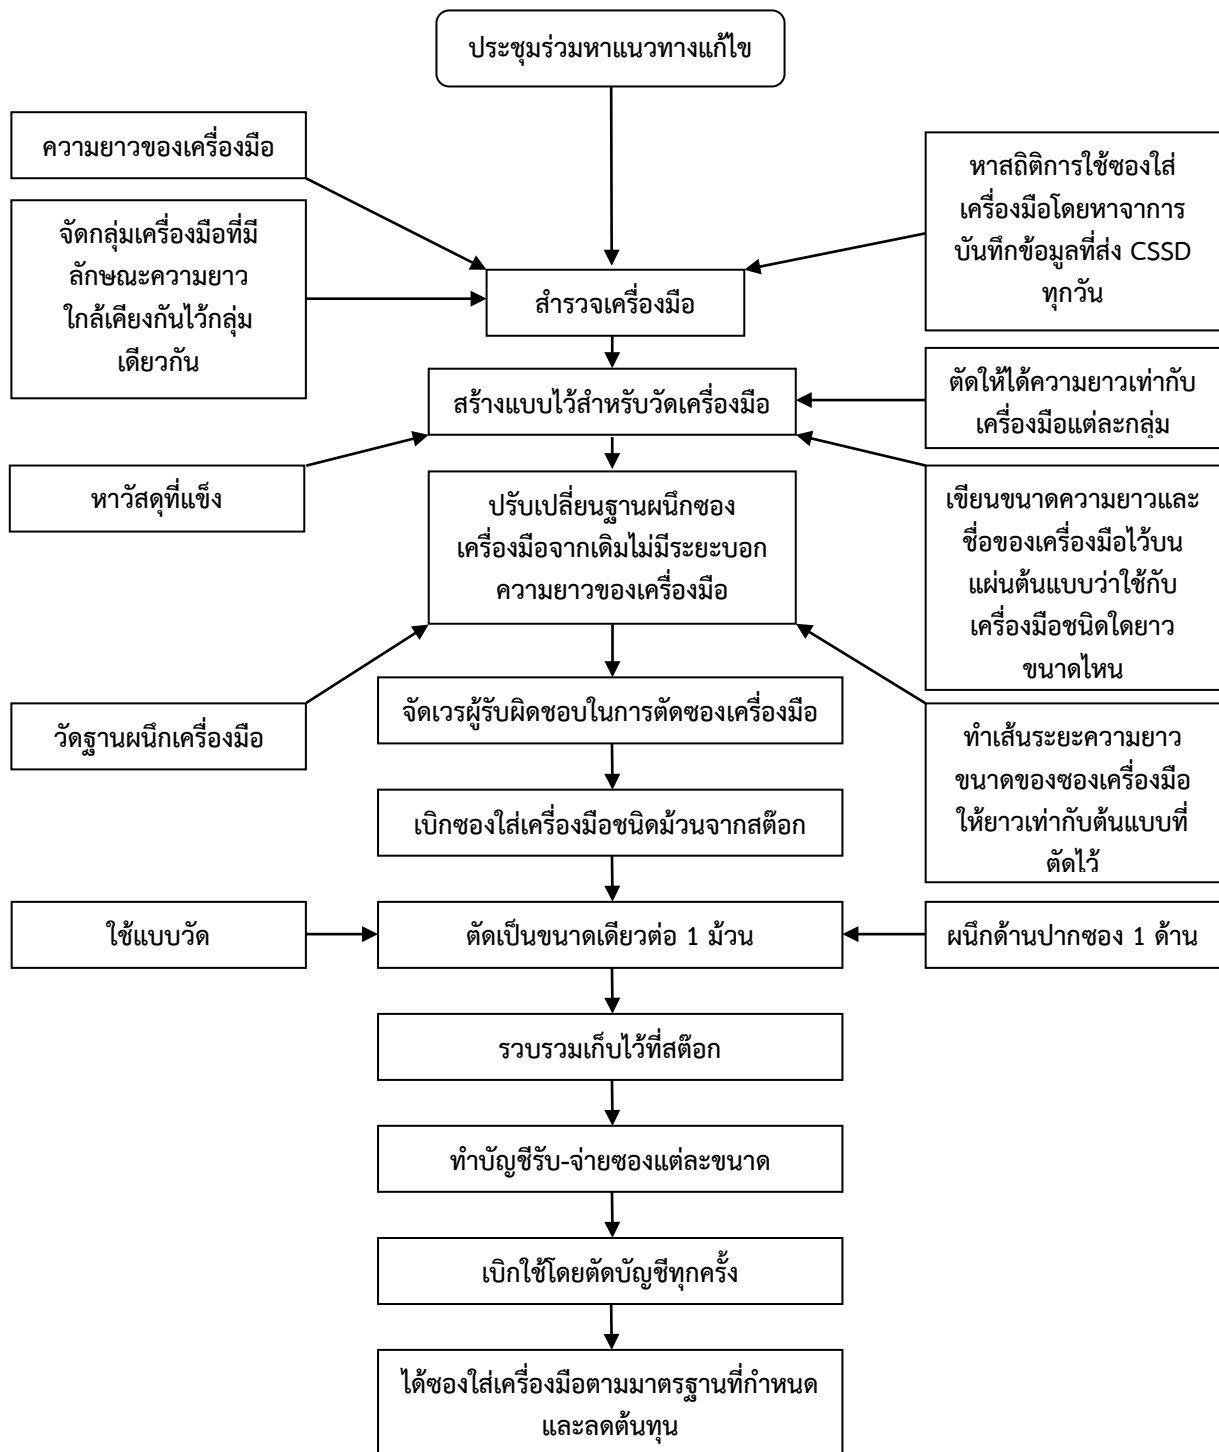 ประชุมร่วมหาแนวทางแก้ไข
ความยาวของเครื่องมือ
จัดกลุ่มเครื่องมือที่มี
ลักษณะความยาว
ใกล้เคียงกันไว้กลุ่ม
เดียวกัน
หาสถิติการใช้ซองใส่
เครื่องมือโดยหาจาการ
บันทึกข้อมูลที่ส่ง CSSD
ทุกวัน
สำรวจเครื่องมือ
สร้างแบบไว้สำหรับวัดเครื่องมือ
ตัดให้ได้ความยาวเท่ากับ
เครื่องมือแต่ละกลุ่ม
หาวัสดุที่แข็ง
ปรับเปลี่ยนฐานผนึกซอง
เครื่องมือจากเดิมไม่มีระยะบอก
ความยาวของเครื่องมือ
เขียนขนาดความยาวและ
ชื่อของเครื่องมือไว้บน
แผ่นต้นแบบว่าใช้กับ
เครื่องมือชนิดใดยาว
ขนาดไหน
วัดฐานผนึกเครื่องมือ
จัดเวรผู้รับผิดชอบในการตัดซองเครื่องมือ
ทำเส้นระยะความยาว
ขนาดของซองเครื่องมือ
ให้ยาวเท่ากับต้นแบบที่
ตัดไว้
เบิกซองใส่เครื่องมือชนิดม้วนจากสต๊อก
ใช้แบบวัด
ตัดเป็นขนาดเดียวต่อ 1 ม้วน
ผนึกด้านปากซอง 1 ด้าน
รวบรวมเก็บไว้ที่สต๊อก
ทำบัญชีรับ-จ่ายซองแต่ละขนาด
เบิกใช้โดยตัดบัญชีทุกครั้ง
ได้ซองใส่เครื่องมือตามมาตรฐานที่กำหนด
และลดต้นทุน